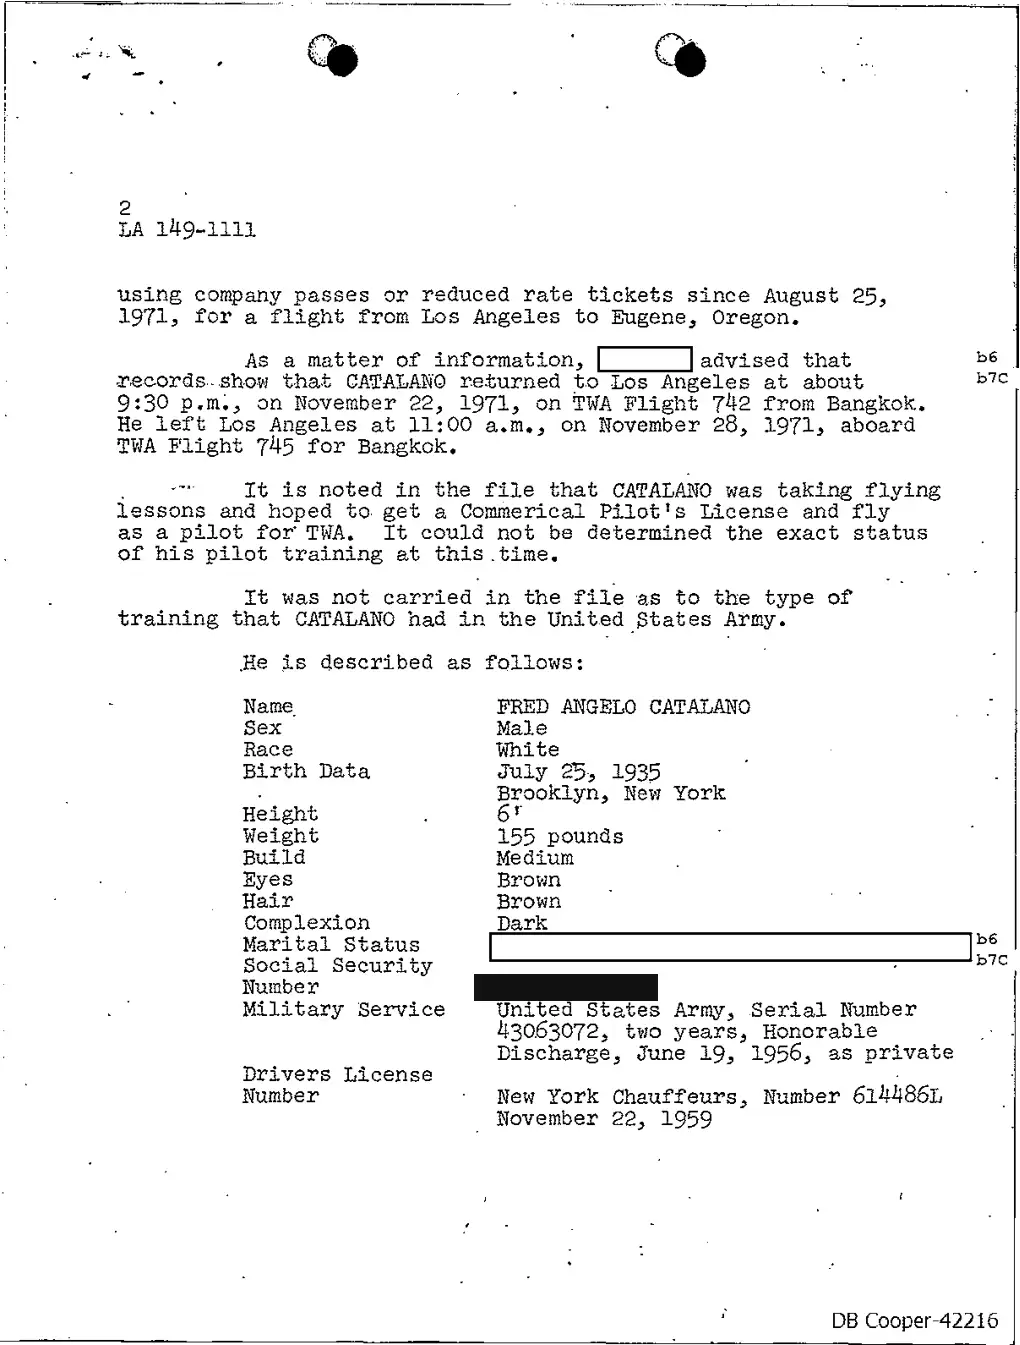 2
LA 149-1111
using company passes or reduced rate tickets since August 25,
1971, for a flight from Los Angeles to Eugene, Oregon.
As a matter of information, advised that b6
records show that CATALANO returned to Los Angeles at about b7C
9:30 p.m., on November 22, 1971, on TWA Flight 742 from Bangkok.
He left Los Angeles at 11:00 a.m., on November 28, 1971, aboard
TWA Flight 745 for Bangkok.
It is noted in the file that CATALANO was taking flying
lessons and hoped to get a Commerical Pilot's License and fly
as a pilot for TWA. It could not be determined the exact status
of his pilot training at this time.
It was not carried in the file as to the type of
training that CATALANO had in the United States Army.
He is described as follows:
Name FRED ANGELO CATALANO
Sex Male
Race White
Birth Data July 25, 1935
Brooklyn, New York
Height 6'
Weight 155 pounds
Build Medium
Eyes Brown
Hair Brown
Complexion Dark
Marital Status b6
Social Security b7C
Number
Military Service United States Army, Serial Number
43063072, two years, Honorable
Discharge, June 19, 1956, as private
Drivers License
Number New York Chauffeurs, Number 614486L
November 22, 1959
DB Cooper-42216